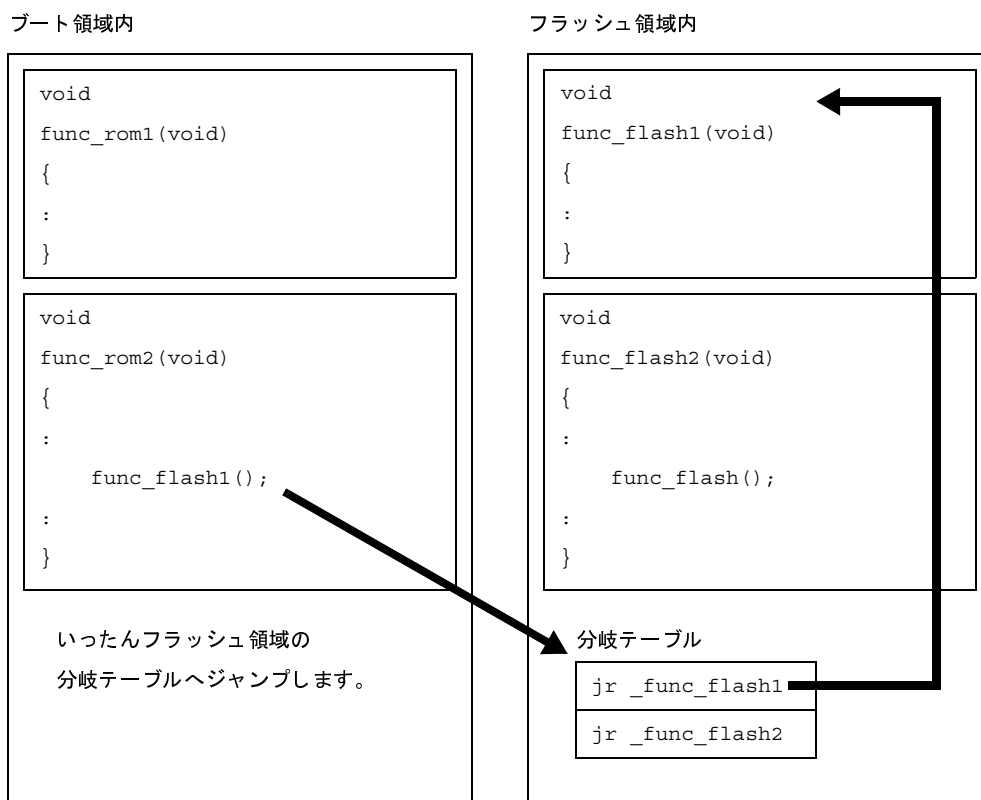 ブート領域内
void
func_rom1(void)
{
:
}
void
func_rom2(void)
{
:
func_flash1();
:
}
いったんフラッシュ領域の
分岐テーブルへジャンプします。
フラッシュ領域内
void
func_flash1(void)
{
:
}
void
func_flash2(void)
{
:
func_flash();
:
}
分岐テーブル
jr _func_flash1
jr _func_flash2